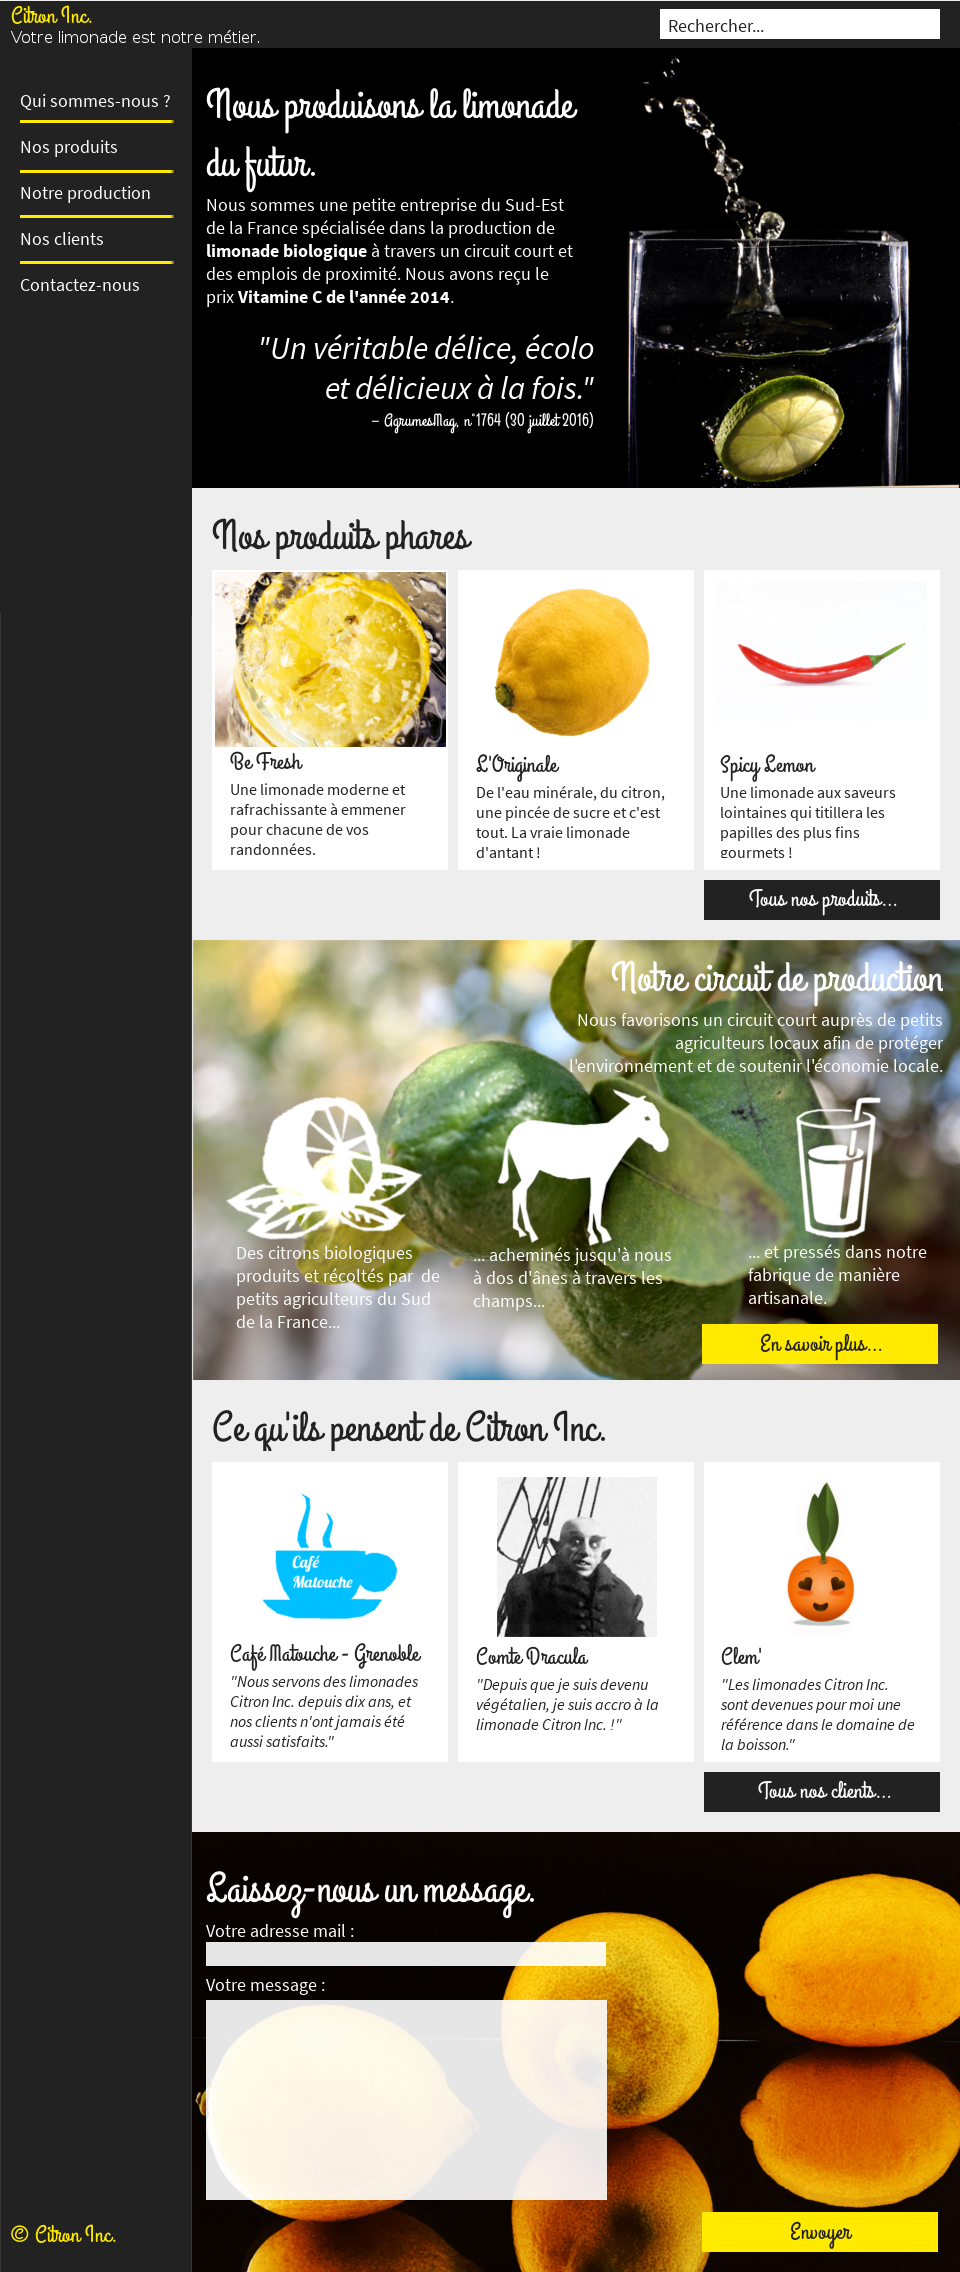 Citron Inc.
Votre limonade est notre métier.
Rechercher...
Qui sommes-nous ?
Nos produits
Notre production
Nos clients
Contactez-nous
Nous produisons la limonade
du futur.
Nous sommes une petite entreprise du Sud-Est
de la France spécialisée dans la production de
limonade biologique à travers un circuit court et
des emplois de proximité. Nous avons reçu le
prix Vitamine C de l'année 2014.
"Un véritable délice, écolo
et délicieux à la fois."
– AgrumesMag, n°1764 (30 juillet 2016)
Nos produits phares
Be Fresh
Une limonade moderne et
rafrachissante à emmener
pour chacune de vos
randonnées.
L'Originale
De l'eau minérale, du citron,
une pincée de sucre et c'est
tout. La vraie limonade
d'antant !
Spicy Lemon
Une limonade aux saveurs
lointaines qui titillera les
papilles des plus fins
gourmets !
Tous nos produits...
Notre circuit de production
Nous favorisons un circuit court auprès de petits
agriculteurs locaux afin de protéger
l'environnement et de soutenir l'économie locale.
Des citrons biologiques
produits et récoltés par  de
petits agriculteurs du Sud
de la France...
... acheminés jusqu'à nous
à dos d'ânes à travers les
champs...
... et pressés dans notre
fabrique de manière
artisanale.
En savoir plus...
Ce qu'ils pensent de Citron Inc.
Café
Matouche
Café Matouche - Grenoble
"Nous servons des limonades
Citron Inc. depuis dix ans, et
nos clients n'ont jamais été
aussi satisfaits."
Comte Dracula
"Depuis que je suis devenu
végétalien, je suis accro à la
limonade Citron Inc. !"
Clem'
"Les limonades Citron Inc.
sont devenues pour moi une
référence dans le domaine de
la boisson."
Tous nos clients...
Laissez-nous un message.
Votre adresse mail :
Votre message :
Envoyer
© Citron Inc.